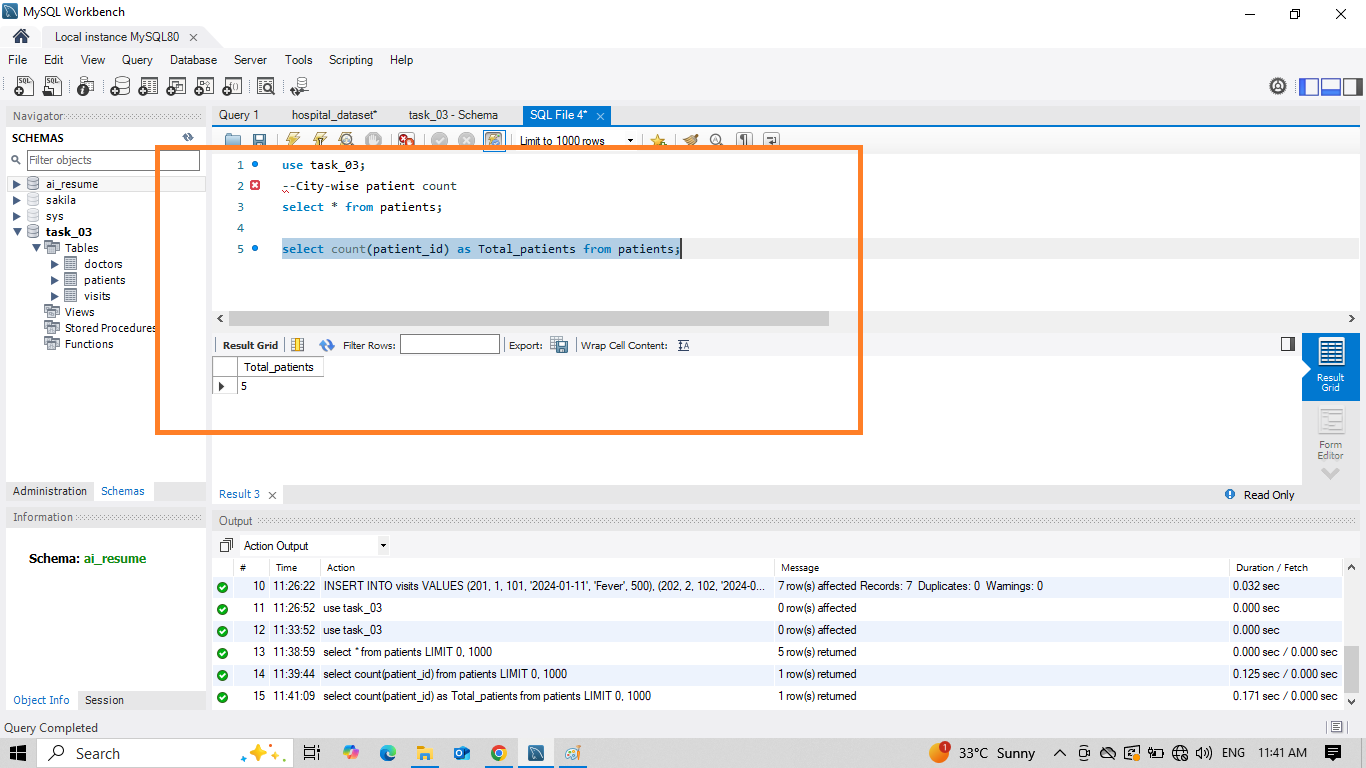 MySQL Workbench
Local instance MySQL80
File Edit View Query Database Server Tools Scripting Help
Navigator
SCHEMAS
Filter objects
ai_resume
sakila
sys
task_03
Tables
doctors
patients
visits
Views
Stored Procedures
Functions
Administration Schemas
Information
Schema: ai_resume
Object Info Session
Query 1 hospital_dataset* task_03 - Schema SQL File 4*
Limit to 1000 rows
1 use task_03;
2 --City-wise patient count
3 select * from patients;
4
5 select count(patient_id) as Total_patients from patients;
Result Grid Filter Rows: Export: Wrap Cell Content:
Total_patients
5
Result Grid
Form Editor
Result 3
Read Only
Output
Action Output
# Time Action Message Duration / Fetch
10 11:26:22 INSERT INTO visits VALUES (201, 1, 101, '2024-01-11', 'Fever', 500), (202, 2, 102, '2024-0... 7 row(s) affected Records: 7 Duplicates: 0 Warnings: 0 0.032 sec
11 11:26:52 use task_03 0 row(s) affected 0.000 sec
12 11:33:52 use task_03 0 row(s) affected 0.000 sec
13 11:38:59 select * from patients LIMIT 0, 1000 5 row(s) returned 0.000 sec / 0.000 sec
14 11:39:44 select count(patient_id) from patients LIMIT 0, 1000 1 row(s) returned 0.125 sec / 0.000 sec
15 11:41:09 select count(patient_id) as Total_patients from patients LIMIT 0, 1000 1 row(s) returned 0.171 sec / 0.000 sec
Query Completed
Search
1 33°C Sunny ENG 11:41 AM